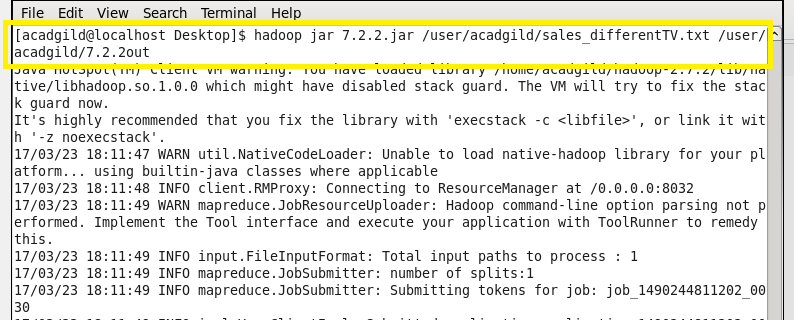 File Edit View Search Terminal Help
[acadgild@localhost Desktop]$ hadoop jar 7.2.2.jar /user/acadgild/sales_differentTV.txt /user/
acadgild/7.2.2out
Java HotSpot(TM) Client VM warning: You have loaded library /home/acadgild/hadoop-2.7.2/lib/na
tive/libhadoop.so.1.0.0 which might have disabled stack guard. The VM will try to fix the stac
k guard now.
It's highly recommended that you fix the library with 'execstack -c <libfile>', or link it wit
h '-z noexecstack'.
17/03/23 18:11:47 WARN util.NativeCodeLoader: Unable to load native-hadoop library for your pl
atform... using builtin-java classes where applicable
17/03/23 18:11:48 INFO client.RMProxy: Connecting to ResourceManager at /0.0.0.0:8032
17/03/23 18:11:49 WARN mapreduce.JobResourceUploader: Hadoop command-line option parsing not p
erformed. Implement the Tool interface and execute your application with ToolRunner to remedy
this.
17/03/23 18:11:49 INFO input.FileInputFormat: Total input paths to process : 1
17/03/23 18:11:49 INFO mapreduce.JobSubmitter: number of splits:1
17/03/23 18:11:49 INFO mapreduce.JobSubmitter: Submitting tokens for job: job_1490244811202_00
30